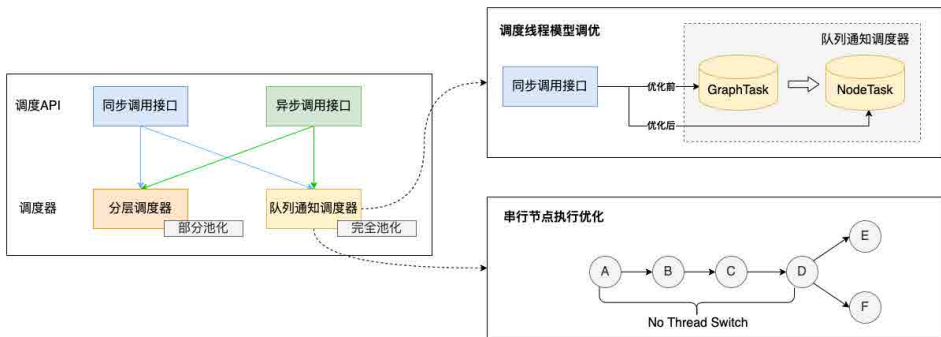 调度API
同步调用接口
异步调用接口
调度器
分层调度器
部分池化
队列通知调度器
完全池化
调度线程模型调优
队列通知调度器
同步调用接口
优化前
GraphTask
NodeTask
优化后
串行节点执行优化
A
B
C
D
E
F
No Thread Switch